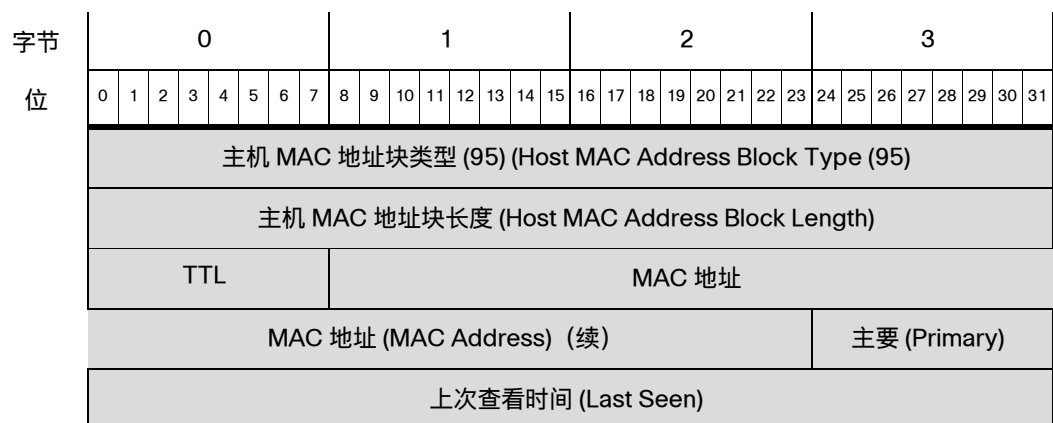 字节 0 1 2 3
位 0 1 2 3 4 5 6 7 8 9 10 11 12 13 14 15 16 17 18 19 20 21 22 23 24 25 26 27 28 29 30 31
主机 MAC 地址块类型 (95) (Host MAC Address Block Type (95)
主机 MAC 地址块长度 (Host MAC Address Block Length)
TTL MAC 地址
MAC 地址 (MAC Address)（续） 主要 (Primary)
上次查看时间 (Last Seen)